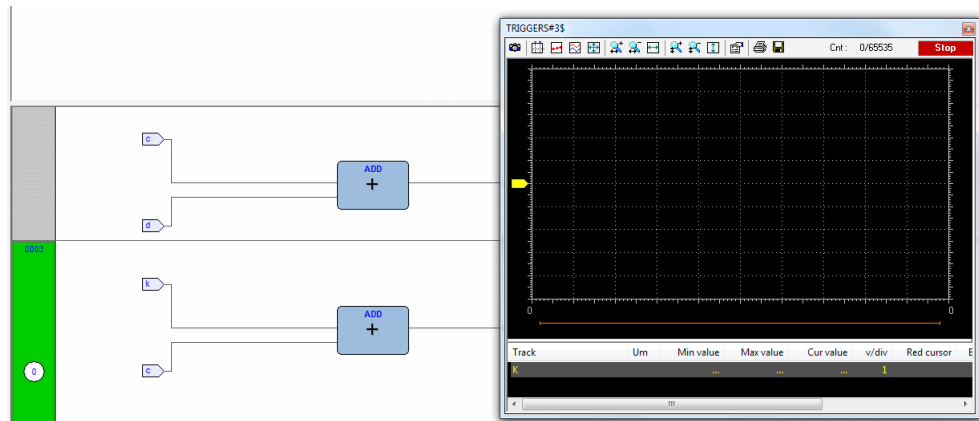 TRIGGERS#3$
Cnt: 0/65535 Stop
c
ADD
+
d
0003
k
ADD
+
c
0
0 0
Track Um Min value Max value Cur value v/div Red cursor E
K ... ... ... 1